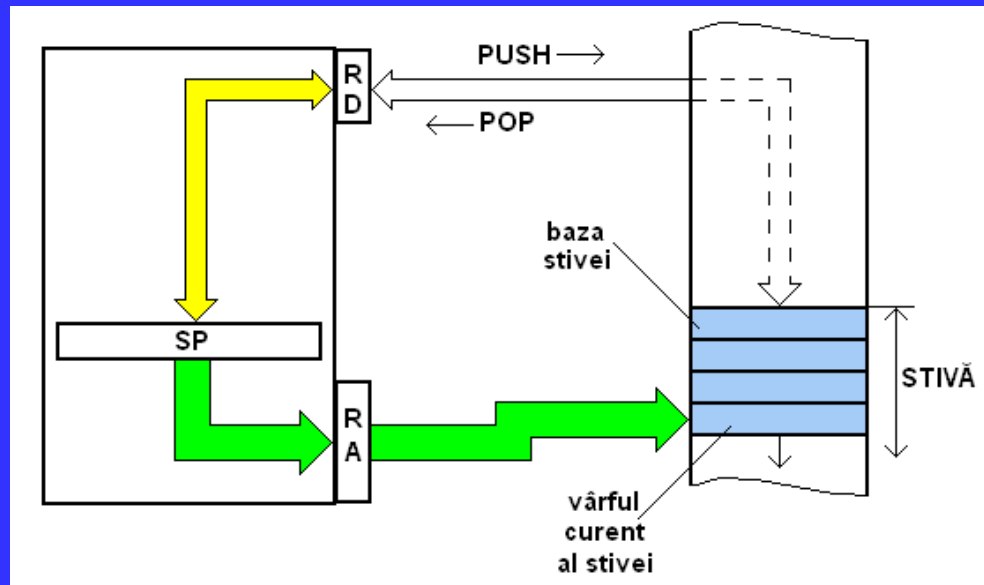 R
D
PUSH
POP
baza
stivei
SP
STIVĂ
R
A
vârful
curent
al stivei